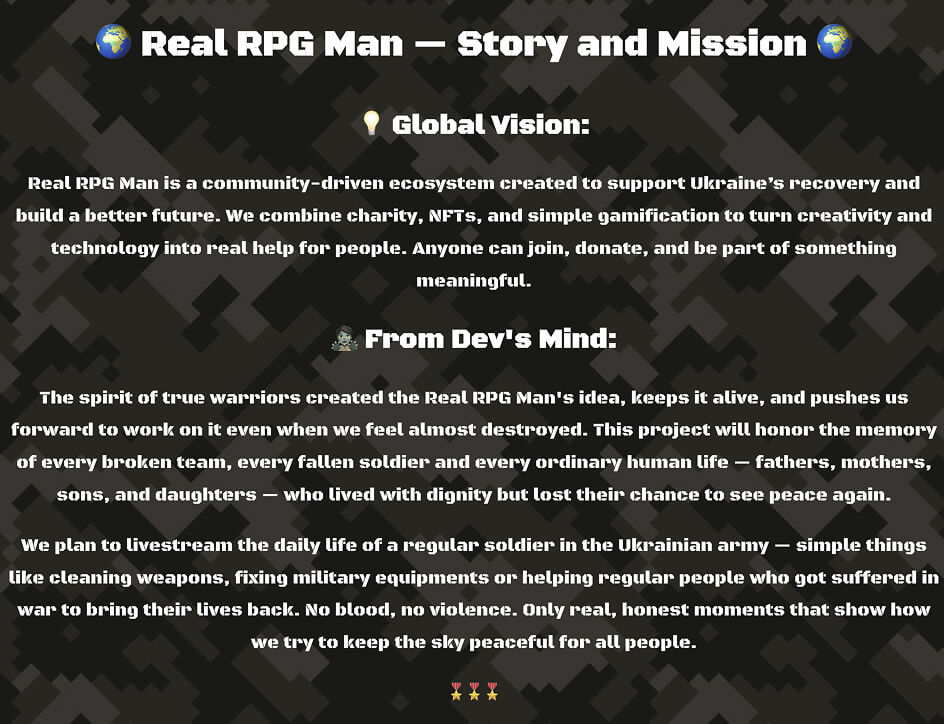 🌍 Real RPG Man — Story and Mission 🌍
💡 Global Vision:
Real RPG Man is a community-driven ecosystem created to support Ukraine’s recovery and
build a better future. We combine charity, NFTs, and simple gamification to turn creativity and
technology into real help for people. Anyone can join, donate, and be part of something
meaningful.
From Dev's Mind:
The spirit of true warriors created the Real RPG Man's idea, keeps it alive, and pushes us
forward to work on it even when we feel almost destroyed. This project will honor the memory
of every broken team, every fallen soldier and every ordinary human life — fathers, mothers,
sons, and daughters — who lived with dignity but lost their chance to see peace again.
We plan to livestream the daily life of a regular soldier in the Ukrainian army — simple things
like cleaning weapons, fixing military equipments or helping regular people who got suffered in
war to bring their lives back. No blood, no violence. Only real, honest moments that show how
we try to keep the sky peaceful for all people.
🎖🎖🎖